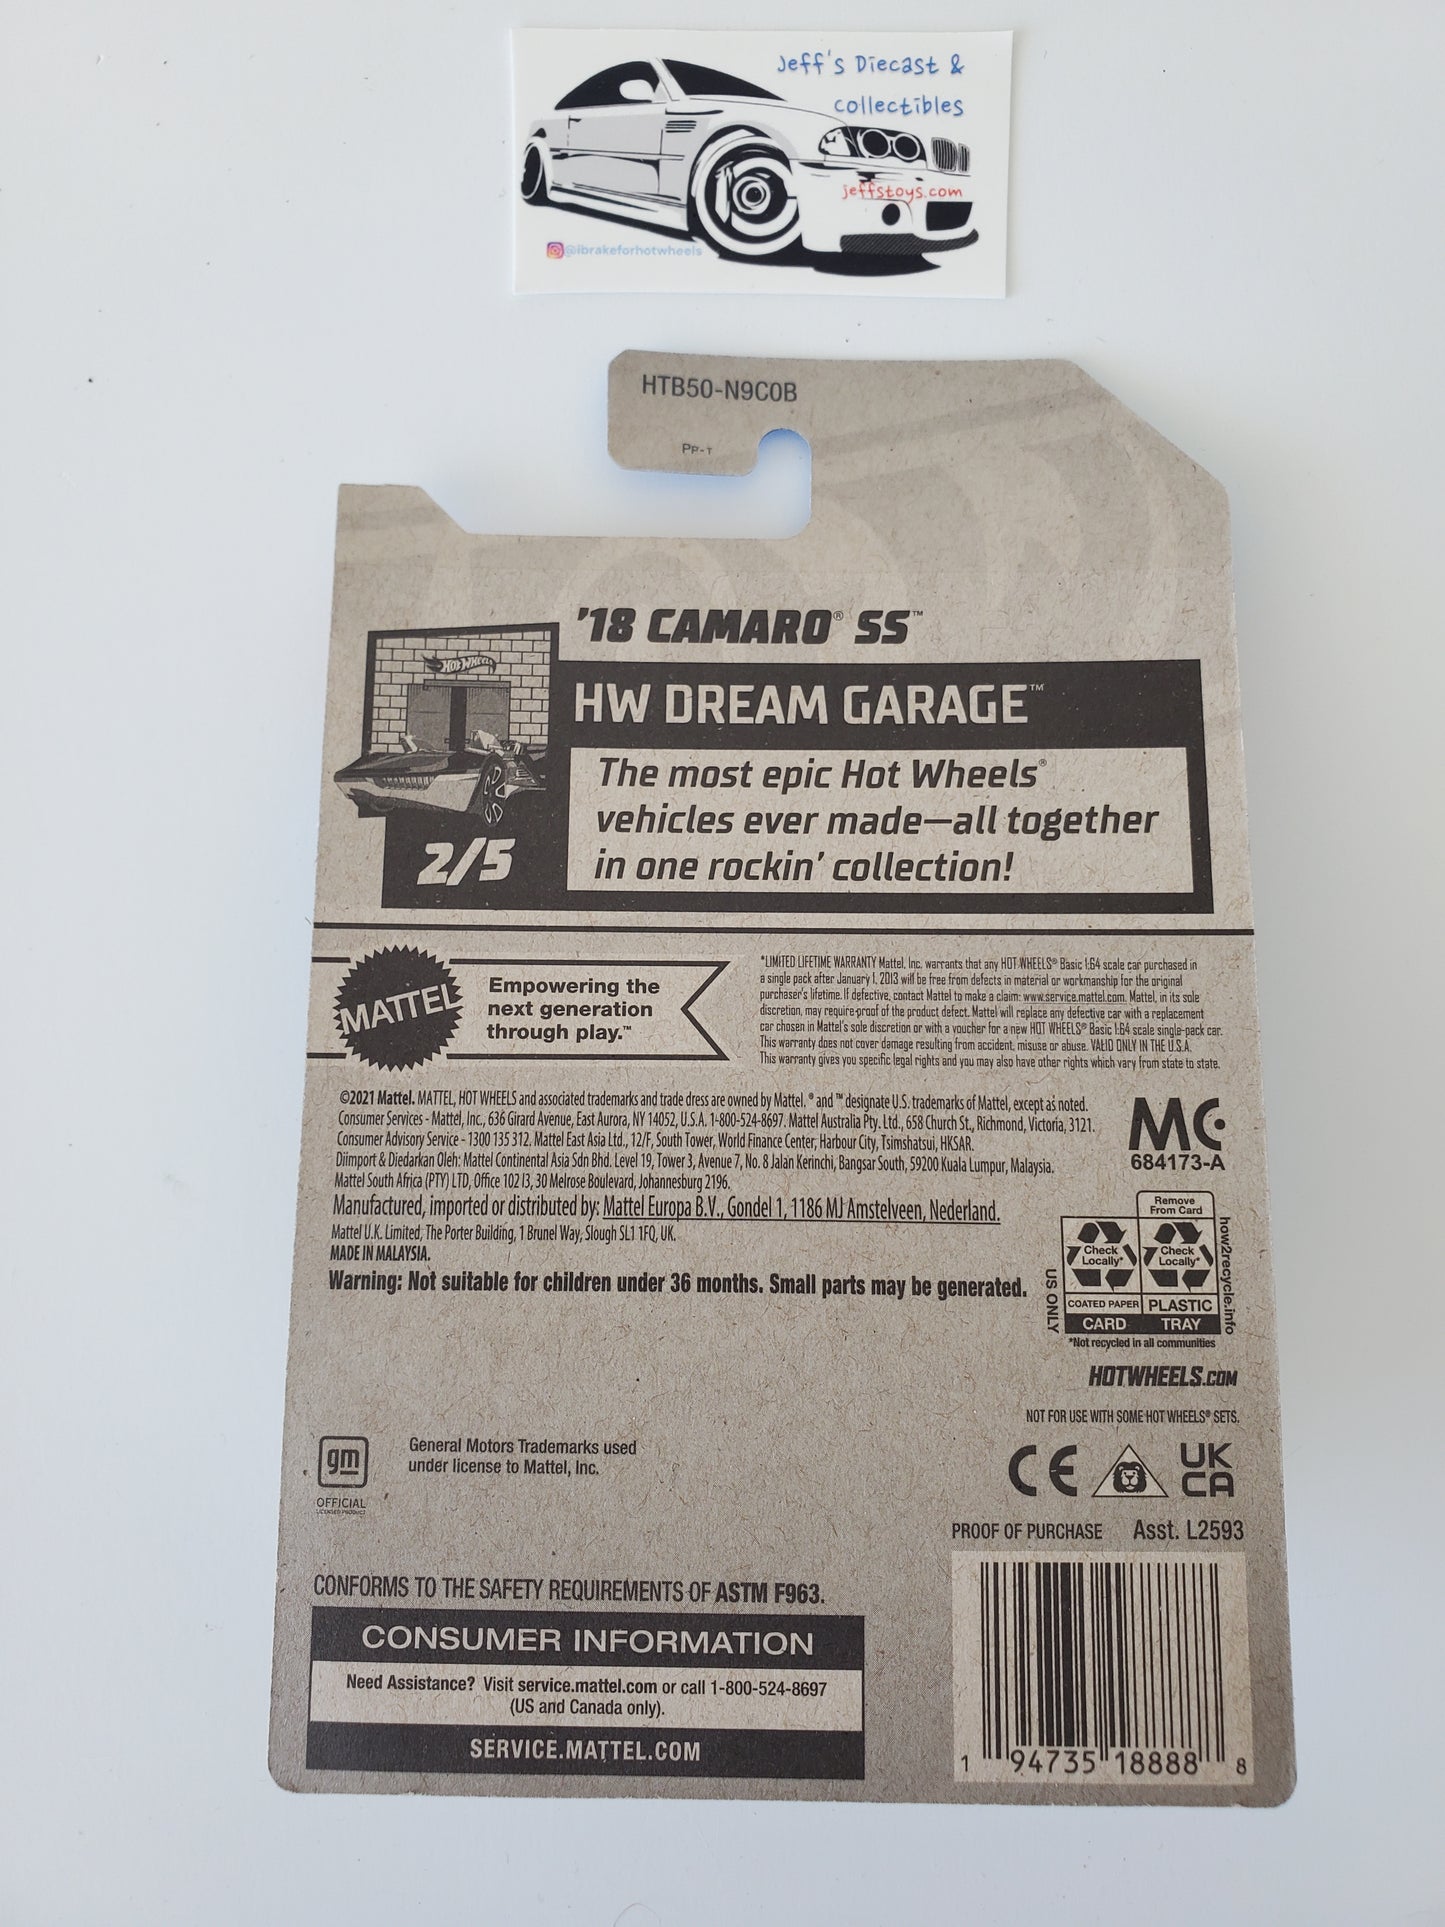 Jeff's Diecast &
collectibles
jeffstoys.com
@ibrakeforhotwheels
HTB50-N9C0B
PP-T
'18 CAMARO® SS™
HOT WHEELS
HW DREAM GARAGE™
The most epic Hot Wheels®
vehicles ever made—all together
in one rockin' collection!
2/5
MATTEL
Empowering the
next generation
through play.™
*LIMITED LIFETIME WARRANTY Mattel, Inc. warrants that any HOT WHEELS® Basic 1:64 scale car purchased in
a single pack after January 1, 2013 will be free from defects in material or workmanship for the original
purchaser's lifetime. If defective, contact Mattel to make a claim: www.service.mattel.com. Mattel, in its sole
discretion, may require proof of the product defect. Mattel will replace any defective car with a replacement
car chosen in Mattel's sole discretion or with a voucher for a new HOT WHEELS® Basic 1:64 scale single-pack car.
This warranty does not cover damage resulting from accident, misuse or abuse. VALID ONLY IN THE U.S.A.
This warranty gives you specific legal rights and you may also have other rights which vary from state to state.
©2021 Mattel. MATTEL, HOT WHEELS and associated trademarks and trade dress are owned by Mattel. ® and ™ designate U.S. trademarks of Mattel, except as noted.
Consumer Services - Mattel, Inc., 636 Girard Avenue, East Aurora, NY 14052, U.S.A. 1-800-524-8697. Mattel Australia Pty. Ltd., 658 Church St., Richmond, Victoria, 3121.
Consumer Advisory Service - 1300 135 312. Mattel East Asia Ltd., 12/F, South Tower, World Finance Center, Harbour City, Tsimshatsui, HKSAR.
Diimport & Diedarkan Oleh: Mattel Continental Asia Sdn Bhd. Level 19, Tower 3, Avenue 7, No. 8 Jalan Kerinchi, Bangsar South, 59200 Kuala Lumpur, Malaysia.
Mattel South Africa (PTY) LTD, Office 102 I3, 30 Melrose Boulevard, Johannesburg 2196.
Manufactured, imported or distributed by: Mattel Europa B.V., Gondel 1, 1186 MJ Amstelveen, Nederland.
Mattel U.K. Limited, The Porter Building, 1 Brunel Way, Slough SL1 1FQ, UK.
MADE IN MALAYSIA.
Warning: Not suitable for children under 36 months. Small parts may be generated.
MC
684173-A
Remove
From Card
Check
Locally*
Check
Locally*
COATED PAPER
PLASTIC
CARD
TRAY
US ONLY
how2recycle.info
*Not recycled in all communities
HOTWHEELS.COM
NOT FOR USE WITH SOME HOT WHEELS® SETS.
gm
OFFICIAL
LICENSED PRODUCT
General Motors Trademarks used
under license to Mattel, Inc.
CE
UK
CA
PROOF OF PURCHASE
Asst. L2593
CONFORMS TO THE SAFETY REQUIREMENTS OF ASTM F963.
CONSUMER INFORMATION
Need Assistance? Visit service.mattel.com or call 1-800-524-8697
(US and Canada only).
SERVICE.MATTEL.COM
1 94735 18888 8